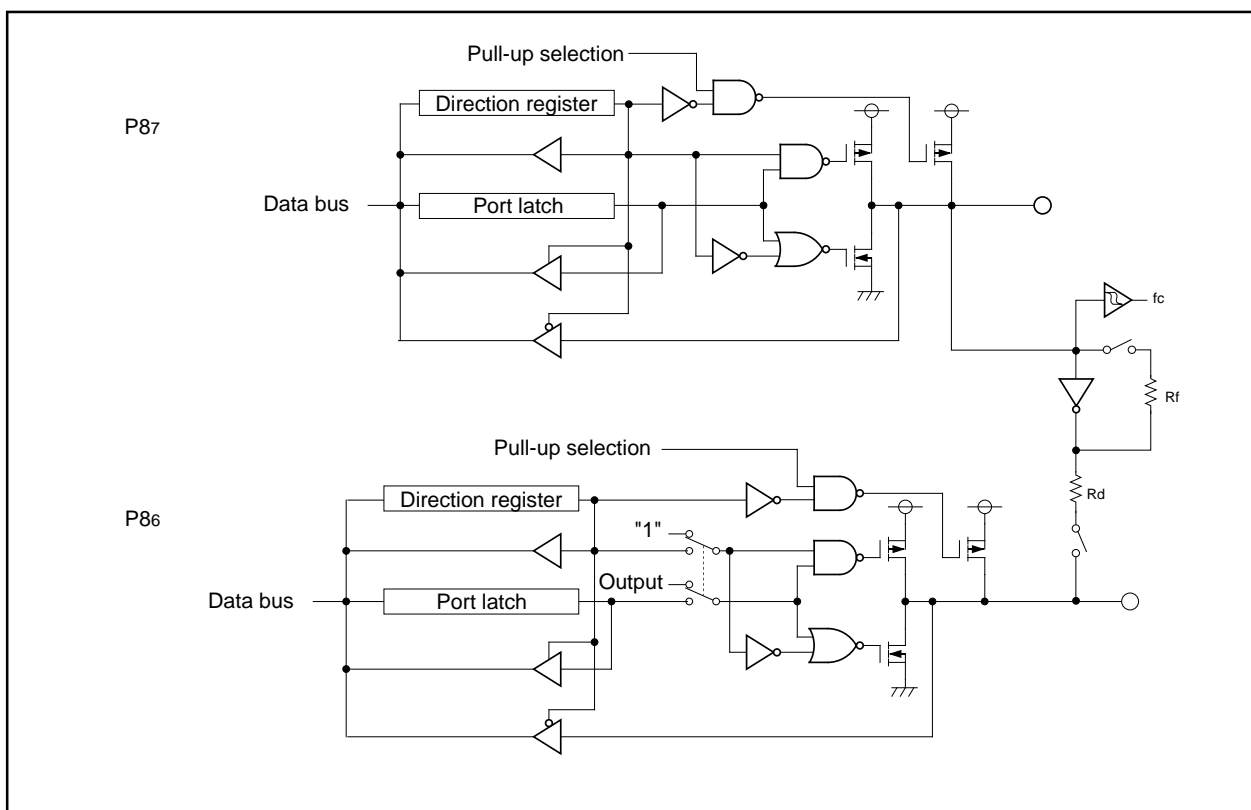 Pull-up selection
Direction register
P87
Data bus
Port latch
fc
Rf
Pull-up selection
Direction register
Rd
P86
"1"
Output
Data bus
Port latch